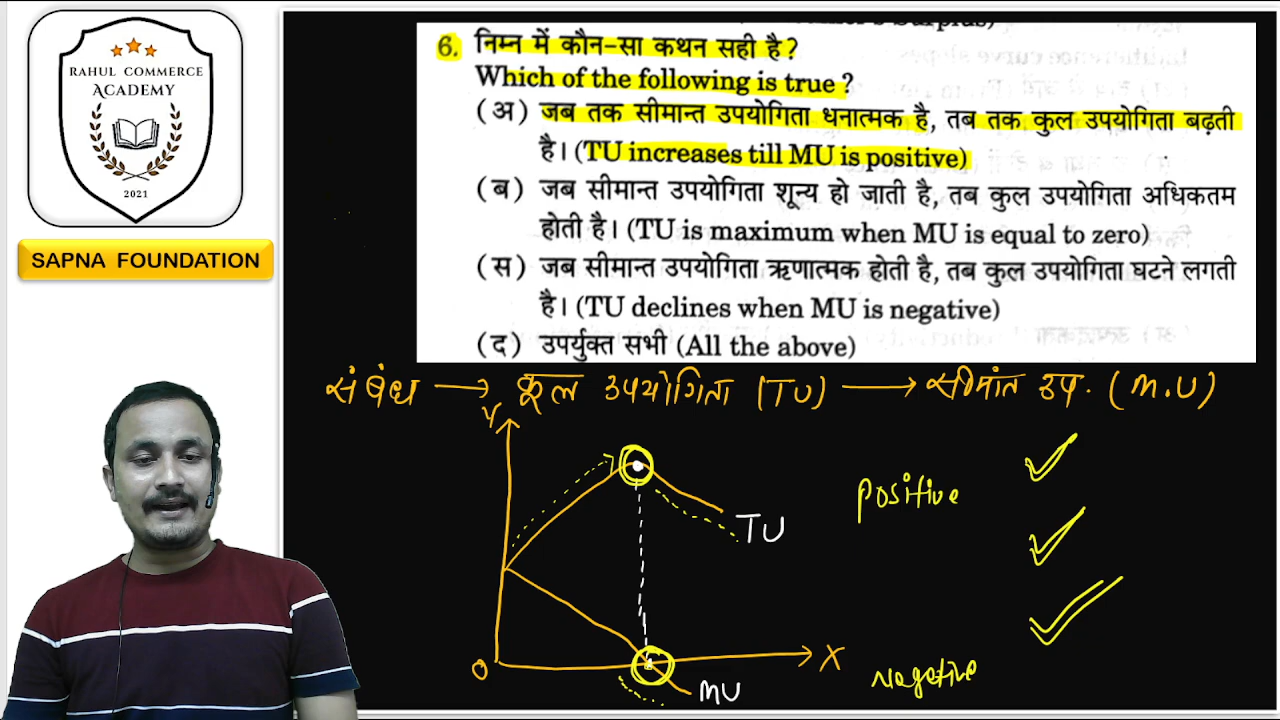 RAHUL COMMERCE
ACADEMY
2021
SAPNA FOUNDATION
6. निम्न में कौन-सा कथन सही है?
Which of the following is true ?
(अ) जब तक सीमान्त उपयोगिता धनात्मक है, तब तक कुल उपयोगिता बढ़ती
है। (TU increases till MU is positive)
(ब) जब सीमान्त उपयोगिता शून्य हो जाती है, तब कुल उपयोगिता अधिकतम
होती है। (TU is maximum when MU is equal to zero)
(स) जब सीमान्त उपयोगिता ऋणात्मक होती है, तब कुल उपयोगिता घटने लगती
है। (TU declines when MU is negative)
(द) उपर्युक्त सभी (All the above)
संबंध → कूल उपयोगिता (TU) → सीमांत उप. (M.U)
Y
positive
TU
O
X
negative
MU